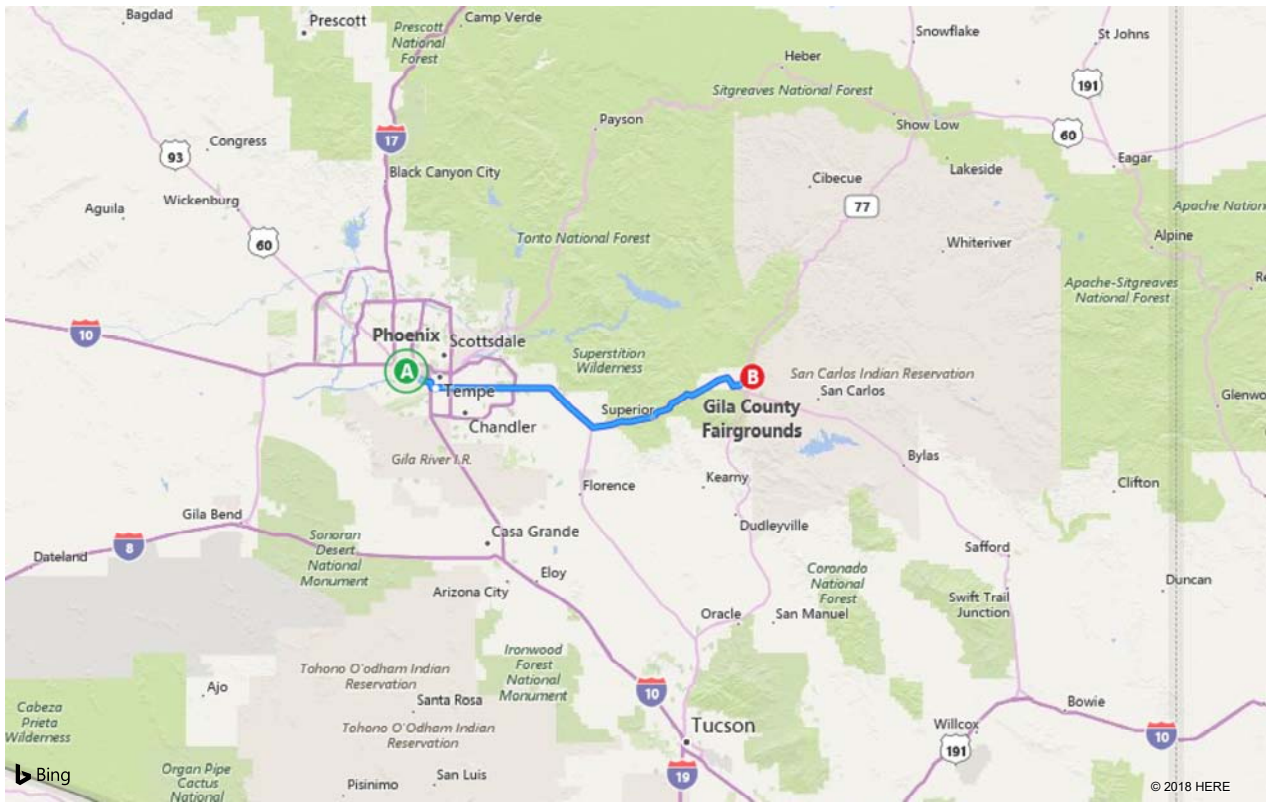 Bagdad
Prescott
Prescott
National
Forest
Camp Verde
Snowflake
St Johns
Heber
Sitgreaves National Forest
191
17
Payson
Show Low
60
93
Congress
Black Canyon City
Eagar
Lakeside
Cibecue
Aguila
Wickenburg
77
Apache Nation
60
Tonto National Forest
Whiteriver
Alpine
Apache-Sitgreaves
National Forest
Re
10
Phoenix
Scottsdale
Superstition
Wilderness
A
B
San Carlos Indian Reservation
San Carlos
Tempe
Superior
Gila County
Fairgrounds
Glenwo
Chandler
Gila River I.R.
Bylas
Florence
Kearny
Clifton
Gila Bend
Dudleyville
Casa Grande
8
Dateland
Sonoran
Desert
National
Monument
Safford
Eloy
Coronado
National
Forest
Duncan
Arizona City
Swift Trail
Junction
Oracle
San Manuel
Ironwood
Forest
National
Monument
Tohono O'odham Indian
Reservation
Ajo
Santa Rosa
10
Bowie
Cabeza
Prieta
Wilderness
Tohono O'Odham Indian
Reservation
Tucson
Willcox
191
10
Bing
Organ Pipe
Cactus
National
Pisinimo
San Luis
19
© 2018 HERE